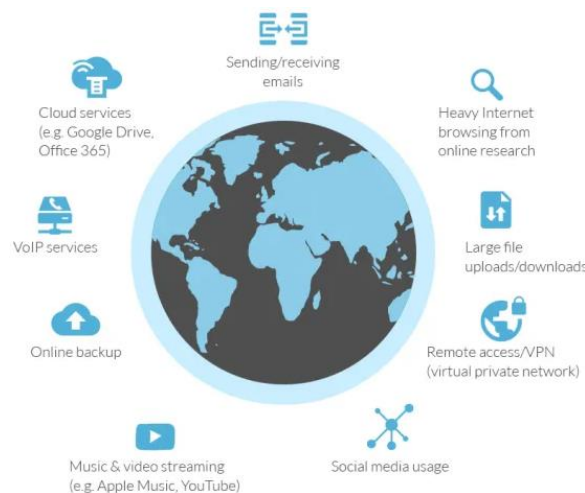 Sending/receiving
emails
Cloud services
(e.g. Google Drive,
Office 365)
Heavy Internet
browsing from
online research
VoIP services
Large file
uploads/downloads
Online backup
Remote access/VPN
(virtual private network)
Music & video streaming
(e.g. Apple Music, YouTube)
Social media usage